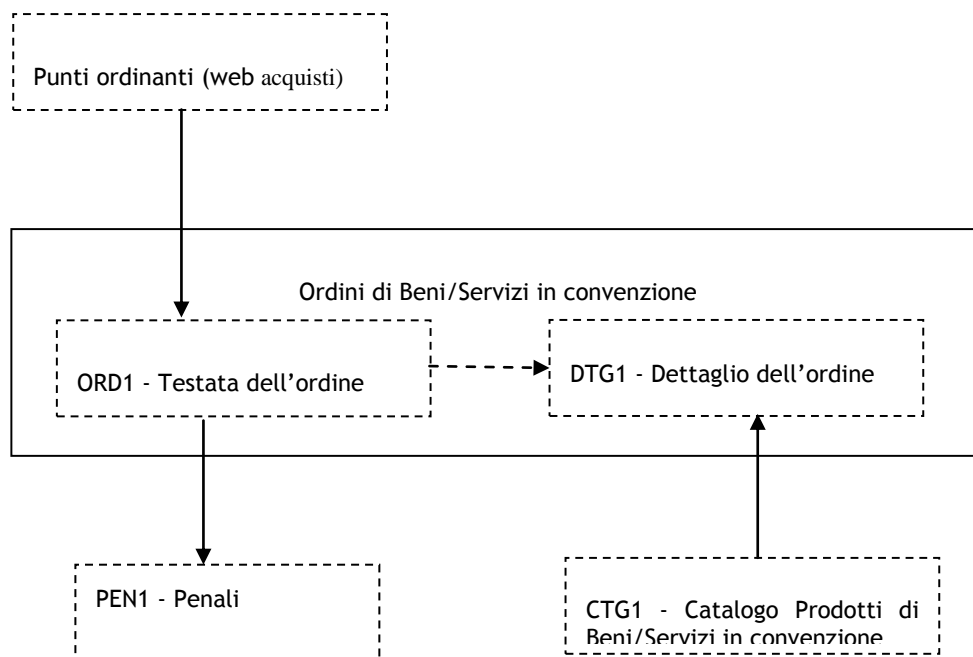 Punti ordinanti (web acquisti)
Ordini di Beni/Servizi in convenzione
ORD1 - Testata dell’ordine
DTG1 - Dettaglio dell’ordine
PEN1 - Penali
CTG1 - Catalogo Prodotti di
Beni/Servizi in convenzione